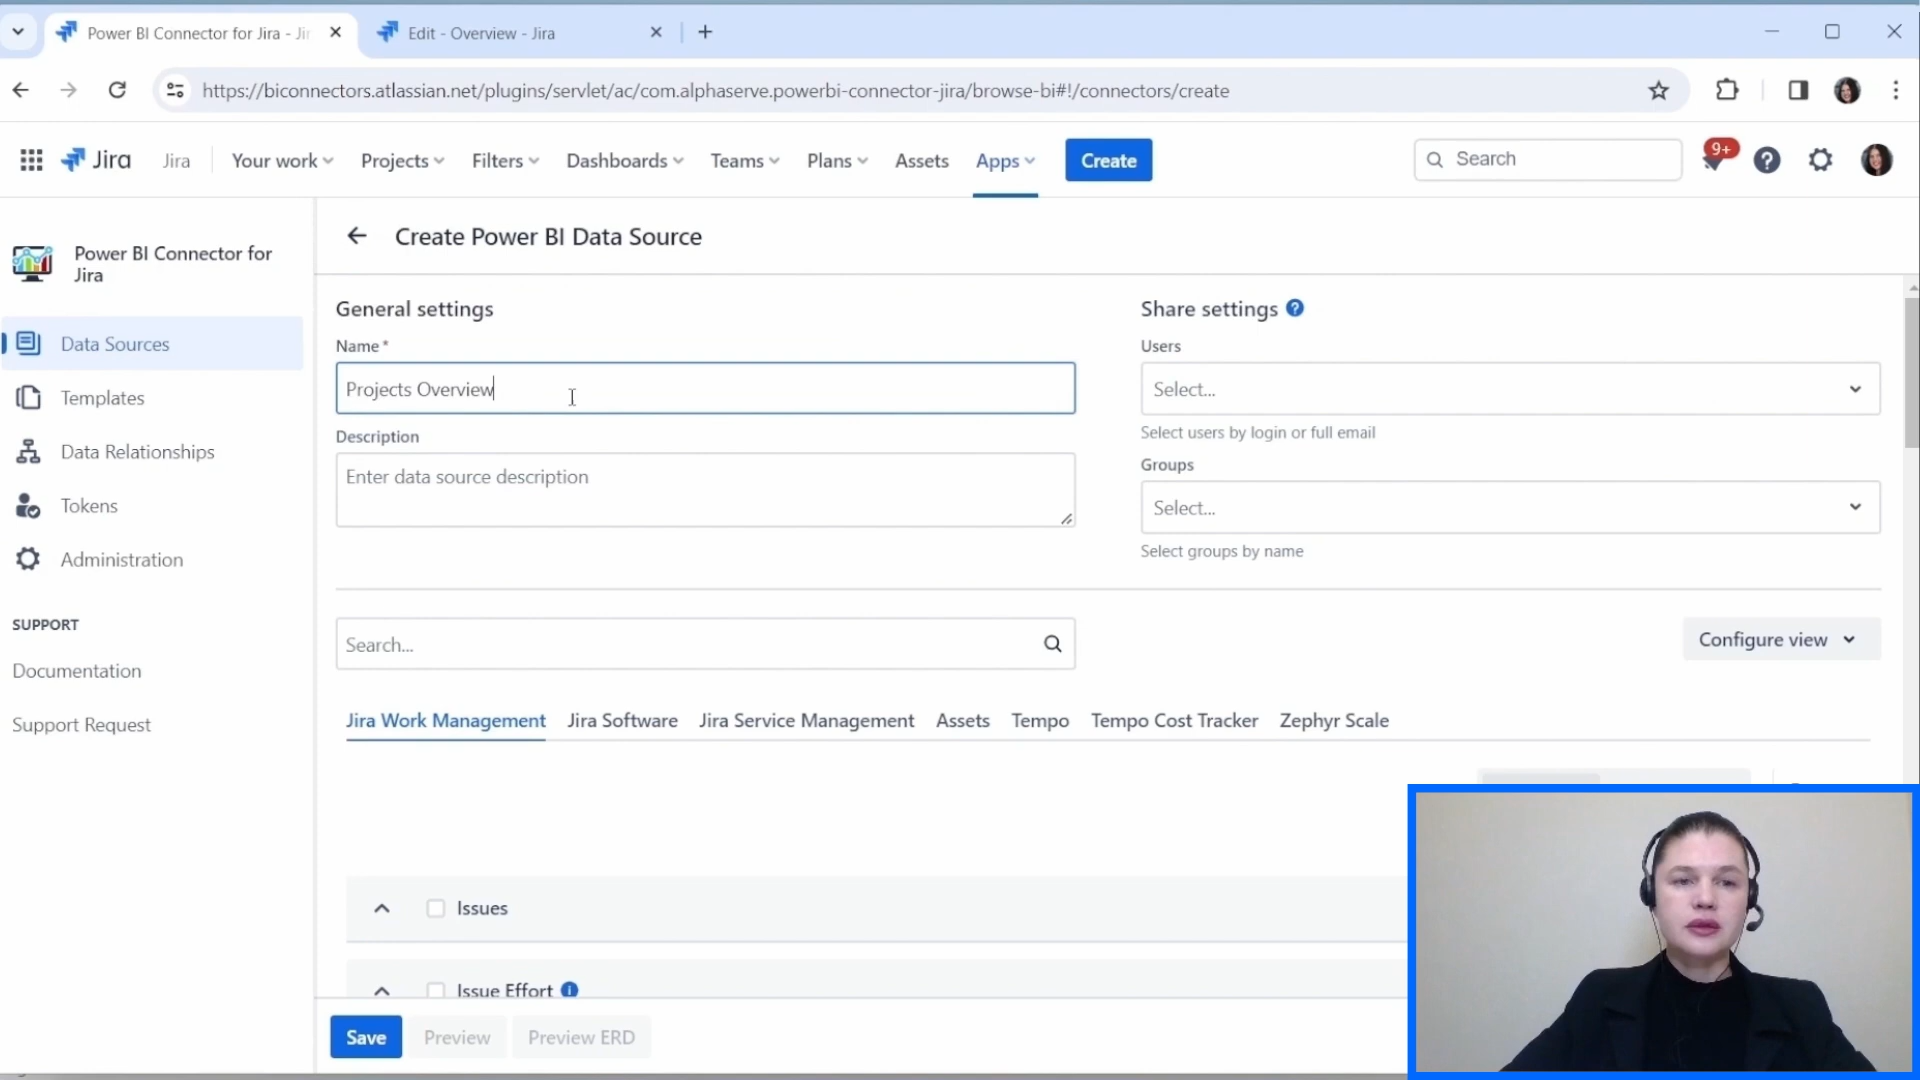 Power BI Connector for Jira - Jir
Edit - Overview - Jira
https://biconnectors.atlassian.net/plugins/servlet/ac/com.alphaserve.powerbi-connector-jira/browse-bi#!/connectors/create
Jira
Jira
Your work
Projects
Filters
Dashboards
Teams
Plans
Assets
Apps
Create
Search
9+
Power BI Connector for
Jira
Data Sources
Templates
Data Relationships
Tokens
Administration
SUPPORT
Documentation
Support Request
Create Power BI Data Source
General settings
Name *
Projects Overview
Description
Enter data source description
Share settings
Users
Select...
Select users by login or full email
Groups
Select...
Select groups by name
Search...
Configure view
Jira Work Management
Jira Software
Jira Service Management
Assets
Tempo
Tempo Cost Tracker
Zephyr Scale
Issues
Issue Effort
Save
Preview
Preview ERD